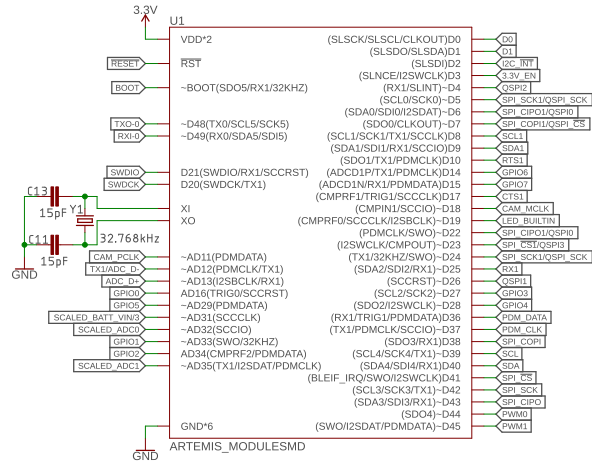 3.3V
U1
VDD*2
(SLSCK/SLSCL/CLKOUT)D0
D0
(SLSDO/SLSDA)D1
D1
RESET
RST
(SLSDI)D2
I2C_INT
(SLNCE/I2SWCLK)D3
3.3V_EN
BOOT
~BOOT(SDO5/RX1/32KHZ)
(RX1/SLINT)~D4
QSPI2
(SCL0/SCK0)~D5
SPI_SCK1/QSPI_SCK
(SDA0/SDI0/I2SDAT)~D6
SPI_CIPO1/QSPI0
TXO-0
~D48(TX0/SCL5/SCK5)
(SDO0/CLKOUT)~D7
SPI_COPI1/QSPI_CS
RXI-0
~D49(RX0/SDA5/SDI5)
(SCL1/SCK1/TX1/SCCLK)D8
SCL1
(SDA1/SDI1/RX1/SCCIO)D9
SDA1
(SDO1/TX1/PDMCLK)D10
RTS1
SWDIO
D21(SWDIO/RX1/SCCRST)
(ADCD1P/TX1/PDMCLK)D14
GPIO6
SWDCK
D20(SWDCK/TX1)
(ADCD1N/RX1/PDMDATA)D15
GPIO7
C13
15pF
Y1
(CMPRF1/TRIG1/SCCCLK)D17
CTS1
XI
(CMPIN1/SCCIO)~D18
CAM_MCLK
XO
(CMPRF0/SCCCLK/I2SBCLK)~D19
LED_BUILTIN
C11
15pF
32.768kHz
(PDMCLK/SWO)~D22
SPI_CIPO1/QSPI0
(I2SWCLK/CMPOUT)~D23
SPI_CSI/QSPI3
GND
CAM_PCLK
~AD11(PDMDATA)
(TX1/32KHZ/SWO)~D24
SPI_SCK1/QSPI_SCK
TX1/ADC_D-
~AD12(PDMCLK/TX1)
(SDA2/SDI2/RX1)~D25
RX1
ADC_D+
~AD13(I2SBCLK/RX1)
(SCCRST)~D26
QSPI1
GPIO0
AD16(TRIG0/SCCRST)
(SCL2/SCK2)~D27
GPIO3
GPIO5
~AD29(PDMDATA)
(SDO2/I2SWCLK)~D28
GPIO4
SCALED_BATT_VIN/3
~AD31(SCCCLK)
(RX1/TRIG1/PDMDATA)D36
PDM_DATA
SCALED_ADC0
~AD32(SCCIO)
(TX1/PDMCLK/SCCIO)~D37
PDM_CLK
GPIO1
~AD33(SWO/32KHZ)
(SDO3/RX1)~D38
SPI_COPI
GPIO2
AD34(CMPRF2/PDMDATA)
(SCL4/SCK4/TX1)~D39
SCL
SCALED_ADC1
~AD35(TX1/I2SDAT/PDMCLK)
(SDA4/SDI4/RX1)~D40
SDA
(BLEIF_IRQ/SWO/I2SWCLK)D41
SPI_CS
(SCL3/SCK3/TX1)~D42
SPI_SCK
(SDA3/SDI3/RX1)~D43
SPI_CIPO
(SDO4)~D44
PWM0
GND*6
(SWO/I2SDAT/PDMDATA)~D45
PWM1
ARTEMIS_MODULESMD
GND